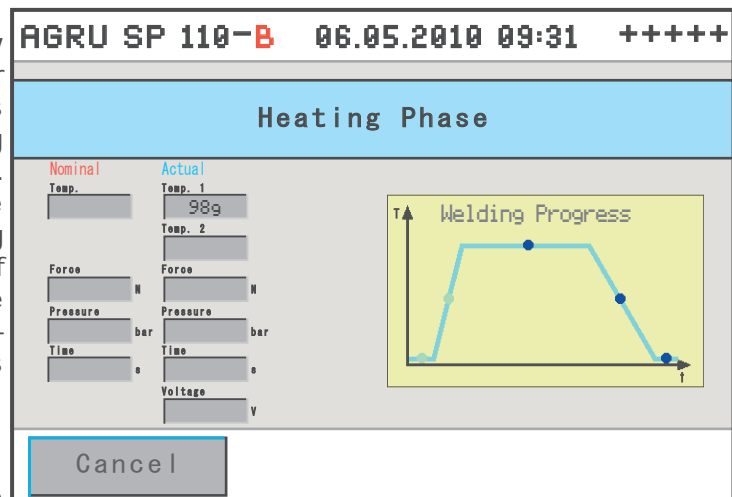 AGRU SP 110-B 06.05.2010 09:31 +++++
Heating Phase
Nominal Actual
Temp. Temp. 1
98g
Temp. 2
Force Force
N N
Pressure Pressure
bar bar
Time Time
s s
Voltage
V
T Welding Progress
t
Cancel